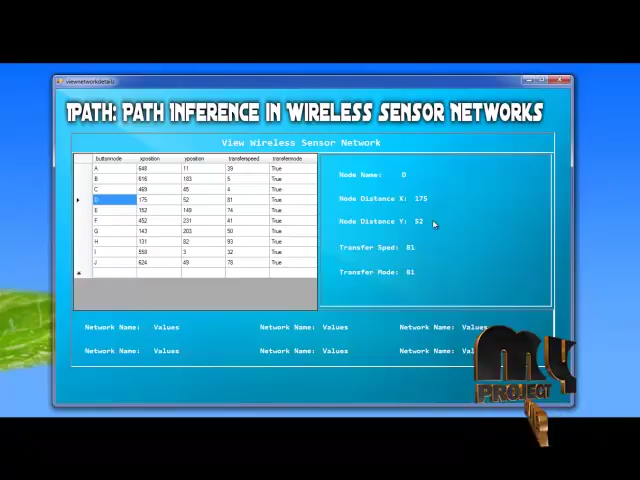 viewnetworkdetails
iPath: Path Inference in Wireless Sensor Networks
View Wireless Sensor Network
buttonnode xposition yposition transferspeed transfermode
A 648 11 39 True
B 616 183 5 True
C 469 45 4 True
D 175 52 81 True
E 152 149 74 True
F 452 231 41 True
G 143 203 50 True
H 131 82 93 True
I 558 3 32 True
J 624 49 78 True
Node Name: D
Node Distance X: 175
Node Distance Y: 52
Transfer Sped: 81
Transfer Mode: 81
Network Name: Values Network Name: Values Network Name: Values
Network Name: Values Network Name: Values Network Name:
MY
PROJECT